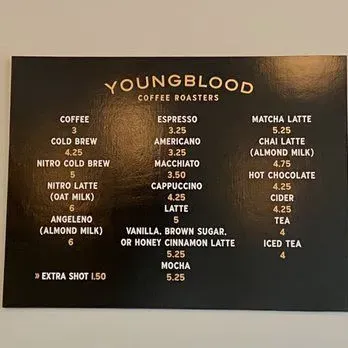 YOUNGBLOOD
COFFEE ROASTERS
COFFEE
3
COLD BREW
4.25
NITRO COLD BREW
5
NITRO LATTE
(OAT MILK)
6
ANGELENO
(ALMOND MILK)
6
» EXTRA SHOT 1.50
ESPRESSO
3.25
AMERICANO
3.25
MACCHIATO
3.50
CAPPUCCINO
4.25
LATTE
5
VANILLA, BROWN SUGAR,
OR HONEY CINNAMON LATTE
5.25
MOCHA
5.25
MATCHA LATTE
5.25
CHAI LATTE
(ALMOND MILK)
4.75
HOT CHOCOLATE
4.25
CIDER
4.25
TEA
4
ICED TEA
4